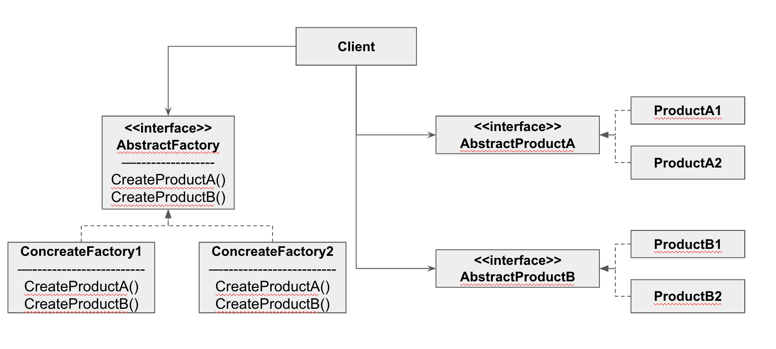 Client
<<interface>>
AbstractFactory
CreateProductA()
CreateProductB()
ConcreateFactory1
CreateProductA()
CreateProductB()
ConcreateFactory2
CreateProductA()
CreateProductB()
<<interface>>
AbstractProductA
ProductA1
ProductA2
<<interface>>
AbstractProductB
ProductB1
ProductB2